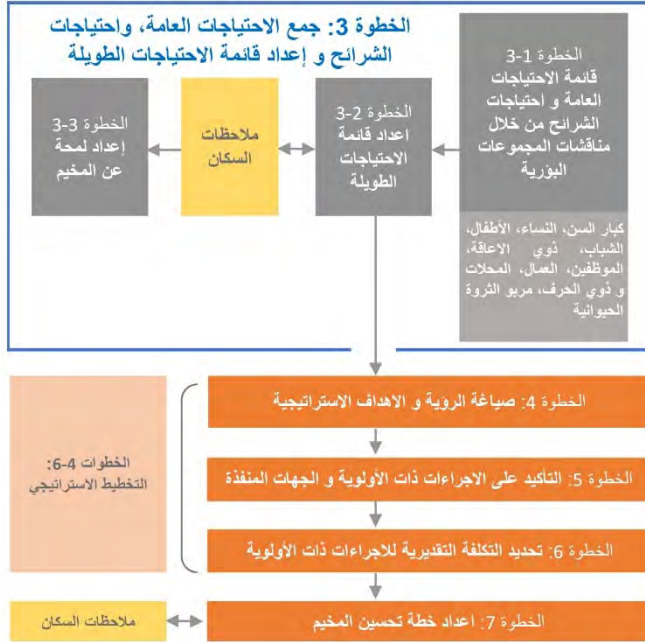 الخطوة 3: جمع الاحتياجات العامة، واحتياجات
الشرائح و إعداد قائمة الاحتياجات الطويلة
الخطوة 3-1
قائمة الاحتياجات
العامة و احتياجات
الشرائح من خلال
مناقشات المجموعات
البؤرية
كبار السن، النساء، الأطفال،
الشباب، ذوي الاعاقة،
الموظفين، العمال، المحلات
و ذوي الحرف، مربو الثروة
الحيوانية
الخطوة 3-2
اعداد قائمة
الاحتياجات
الطويلة
ملاحظات
السكان
الخطوة 3-3
إعداد لمحة
عن المخيم
الخطوة 4: صياغة الرؤية و الاهداف الاستراتيجية
الخطوة 5: التأكيد على الاجراءات ذات الأولوية و الجهات المنفذة
الخطوة 6: تحديد التكلفة التقديرية للاجراءات ذات الأولوية
الخطوات 4-6:
التخطيط الاستراتيجي
الخطوة 7: اعداد خطة تحسين المخيم
ملاحظات السكان